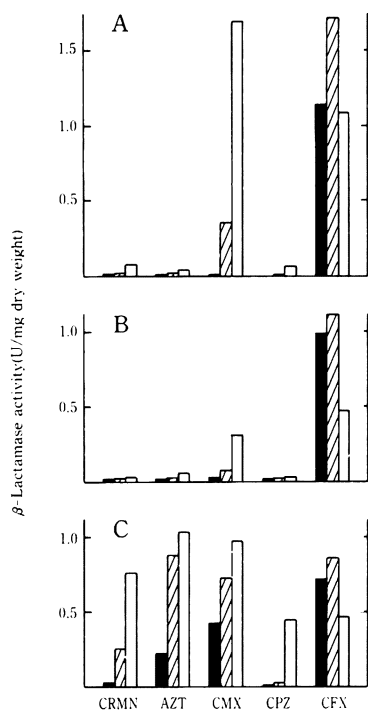 A
1.5
1.0
0.5
B
1.0
0.5
C
1.0
0.5
β-Lactamase activity(U/mg dry weight)
CRMN AZT CMX CPZ CFX